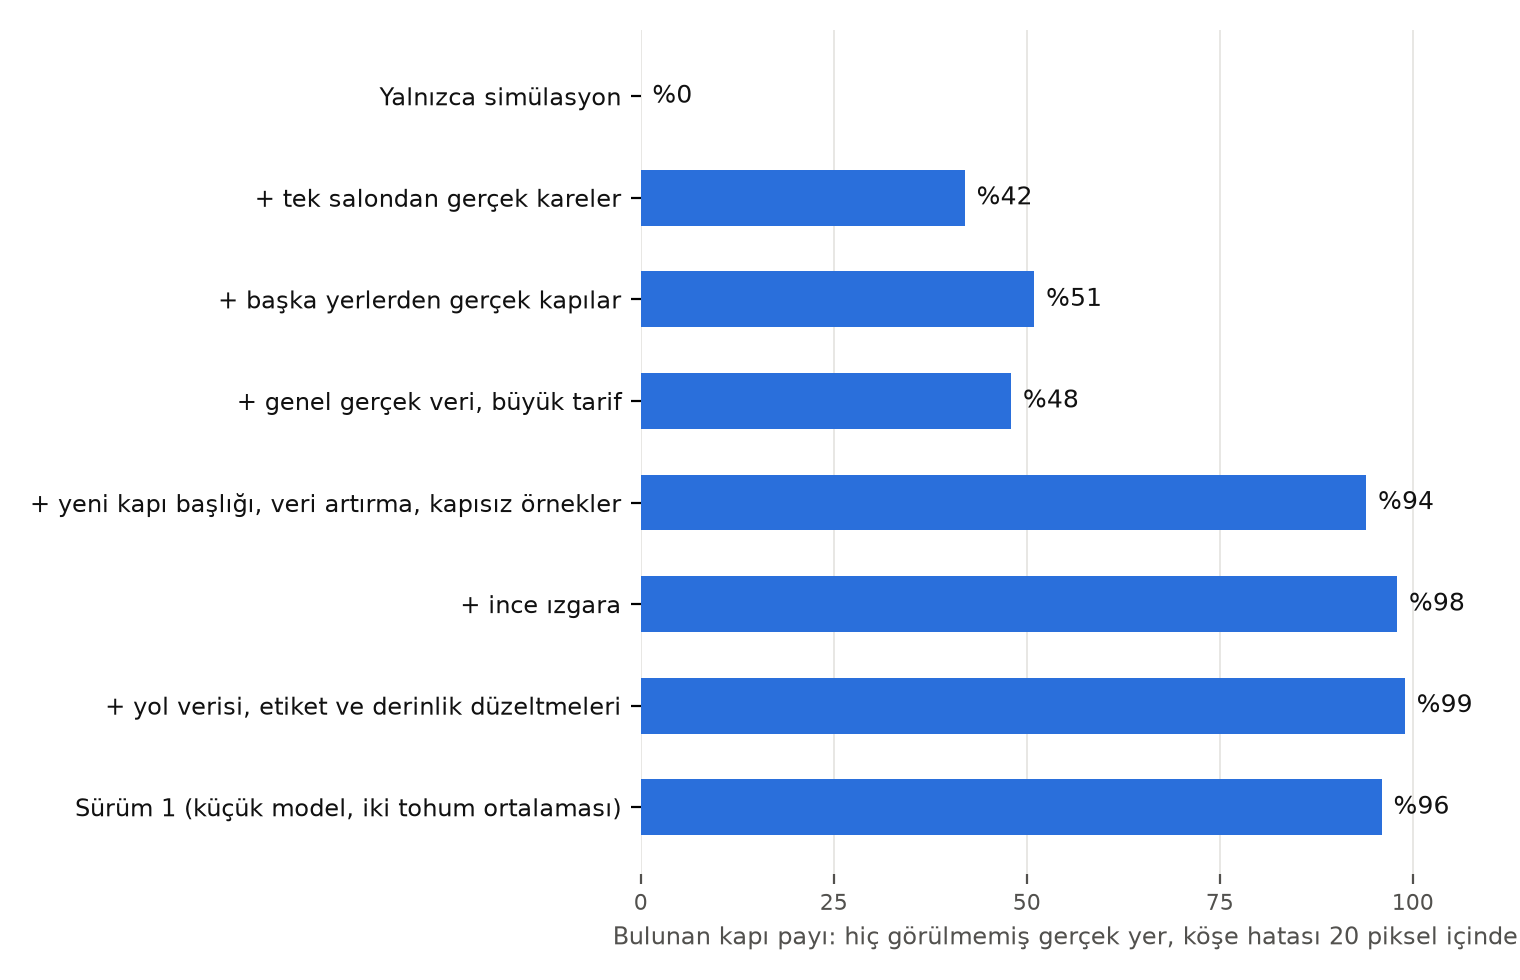 Yalnızca simülasyon %0
+ tek salondan gerçek kareler %42
+ başka yerlerden gerçek kapılar %51
+ genel gerçek veri, büyük tarif %48
+ yeni kapı başlığı, veri artırma, kapısız örnekler %94
+ ince ızgara %98
+ yol verisi, etiket ve derinlik düzeltmeleri %99
Sürüm 1 (küçük model, iki tohum ortalaması) %96
0 25 50 75 100
Bulunan kapı payı: hiç görülmemiş gerçek yer, köşe hatası 20 piksel içinde